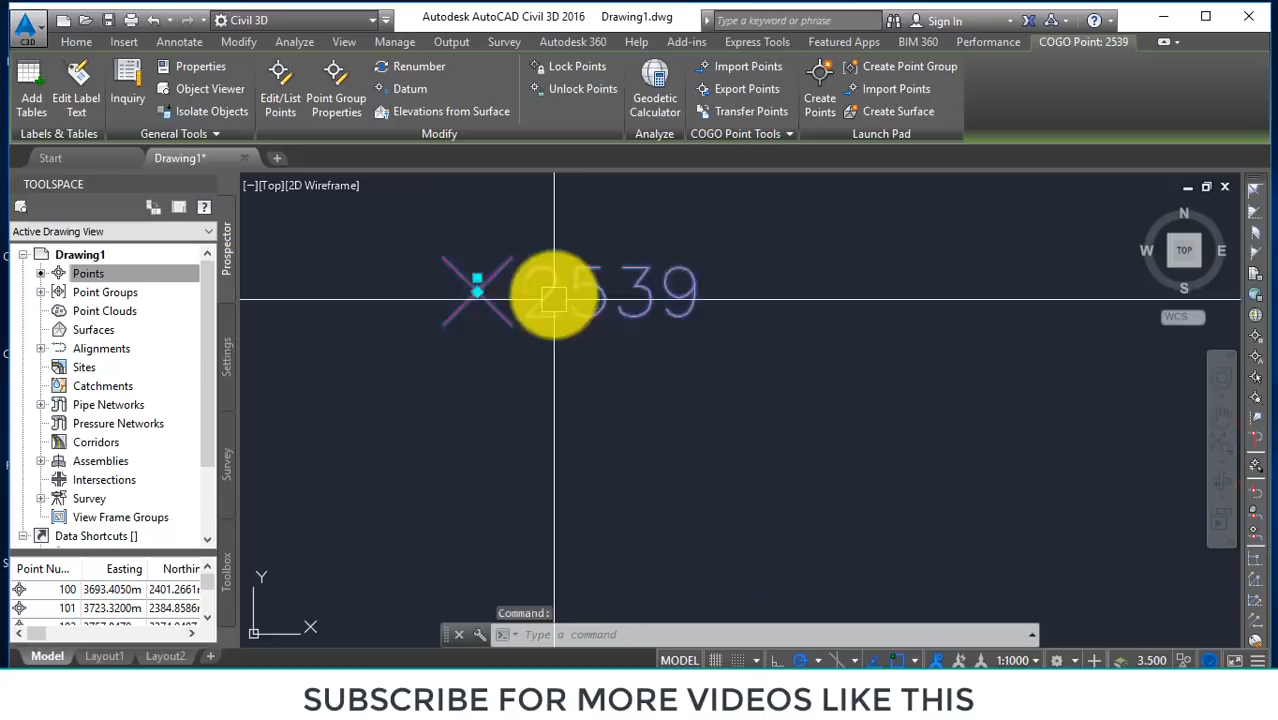 Civil 3D
Autodesk AutoCAD Civil 3D 2016 Drawing1.dwg
Type a keyword or phrase
Sign In
C3D
Home Insert Annotate Modify Analyze View Manage Output Survey Autodesk 360 Help Add-ins Express Tools Featured Apps BIM 360 Performance COGO Point: 2539
Add Tables
Edit Label Text
Labels & Tables
Inquiry
Properties
Object Viewer
Isolate Objects
General Tools
Edit/List Points
Point Group Properties
Renumber
Datum
Elevations from Surface
Modify
Lock Points
Unlock Points
Geodetic Calculator
Analyze
Import Points
Export Points
Transfer Points
COGO Point Tools
Create Points
Create Point Group
Import Points
Create Surface
Launch Pad
Start Drawing1*
TOOLSPACE
Active Drawing View
Drawing1
Points
Point Groups
Point Clouds
Surfaces
Alignments
Sites
Catchments
Pipe Networks
Pressure Networks
Corridors
Assemblies
Intersections
Survey
View Frame Groups
Data Shortcuts []
Prospector
Settings
Survey
Toolbox
Point Nu... Easting Northin
100 3693.4050m 2401.2661m
101 3723.3200m 2384.8586m
[−][Top][2D Wireframe]
2539
N
W TOP E
S
WCS
Y
X
Command:
Type a command
Model Layout1 Layout2
MODEL 1:1000 3.500
SUBSCRIBE FOR MORE VIDEOS LIKE THIS